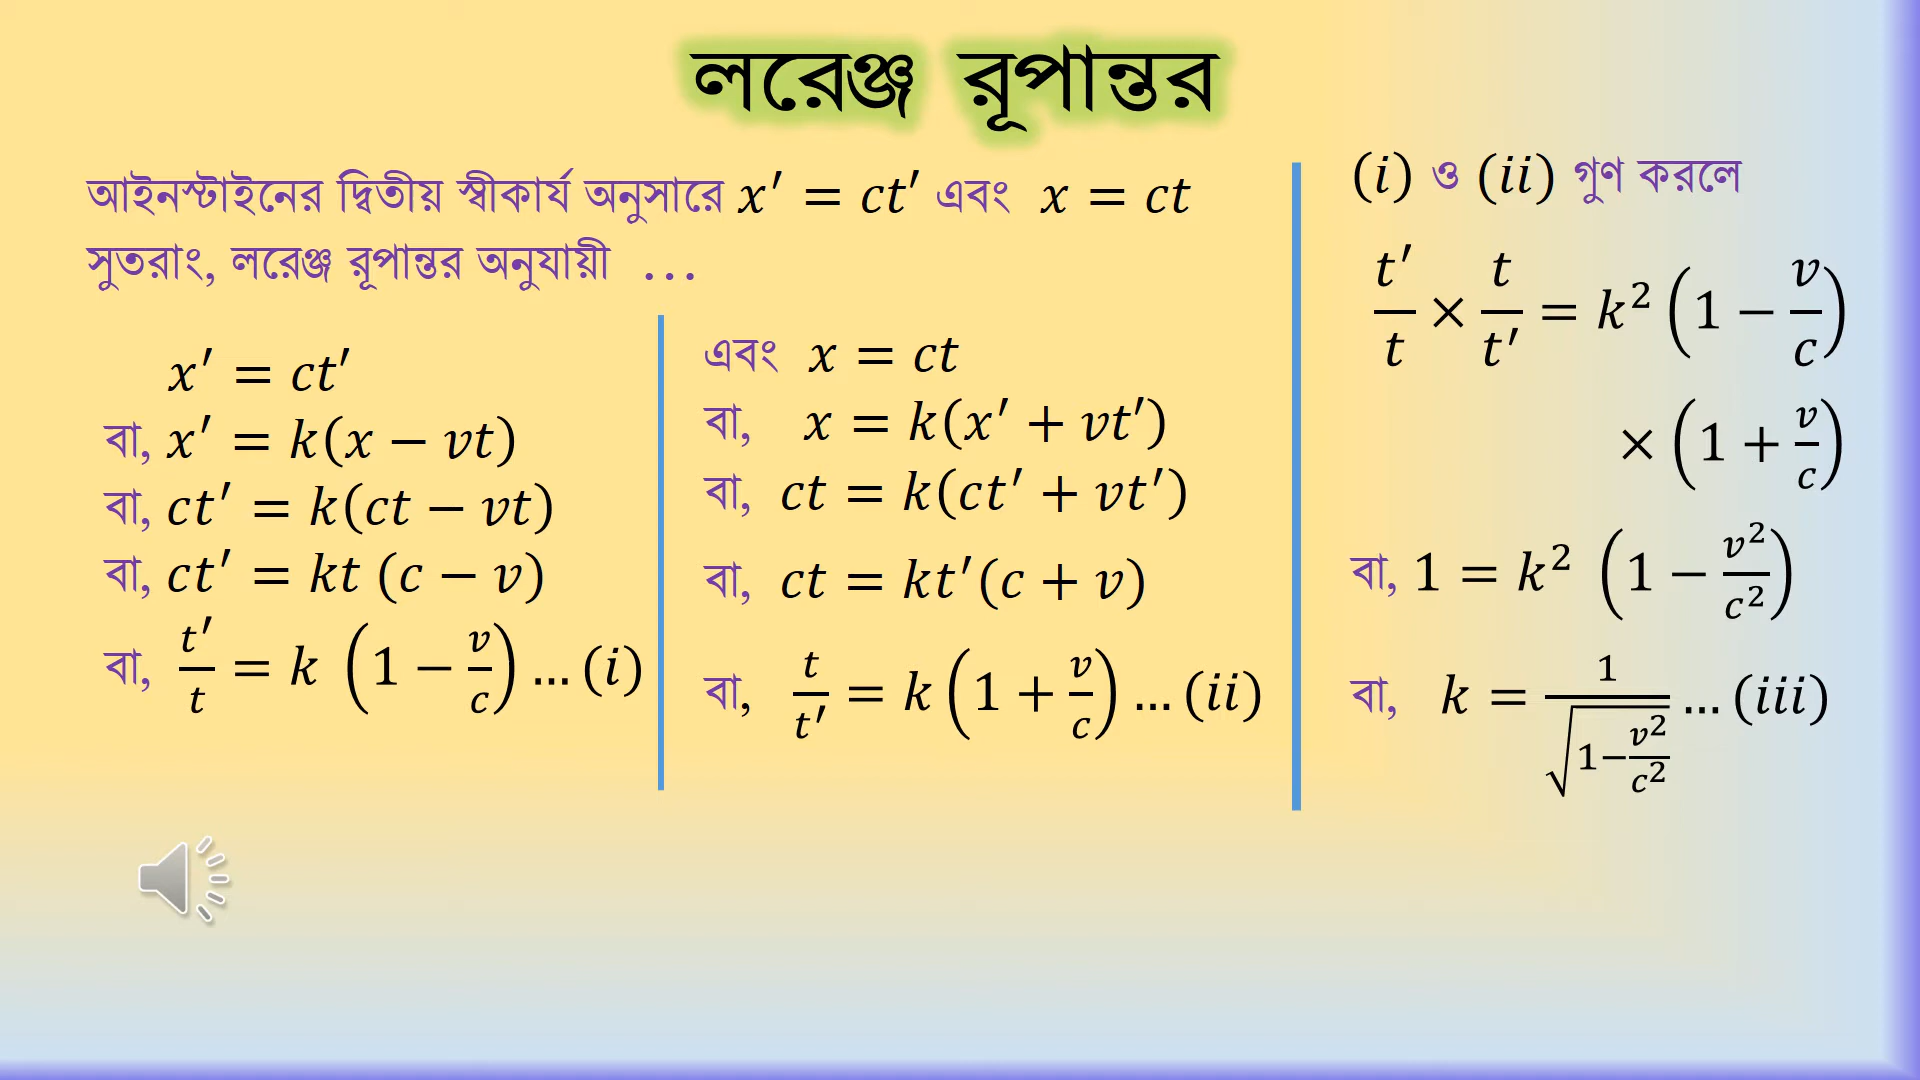 লরেঞ্জ রূপান্তর
আইনস্টাইনের দ্বিতীয় স্বীকার্য অনুসারে x′ = ct′ এবং x = ct
সুতরাং, লরেঞ্জ রূপান্তর অনুযায়ী ...
x′ = ct′
বা, x′ = k(x − vt)
বা, ct′ = k(ct − vt)
বা, ct′ = kt (c − v)
বা, t′/t = k (1 − v/c) ... (i)
এবং x = ct
বা, x = k(x′ + vt′)
বা, ct = k(ct′ + vt′)
বা, ct = kt′(c + v)
বা, t/t′ = k (1 + v/c) ... (ii)
(i) ও (ii) গুণ করলে
t′/t × t/t′ = k² (1 − v/c)
× (1 + v/c)
বা, 1 = k² (1 − v²/c²)
বা, k = 1/√(1−v²/c²) ... (iii)